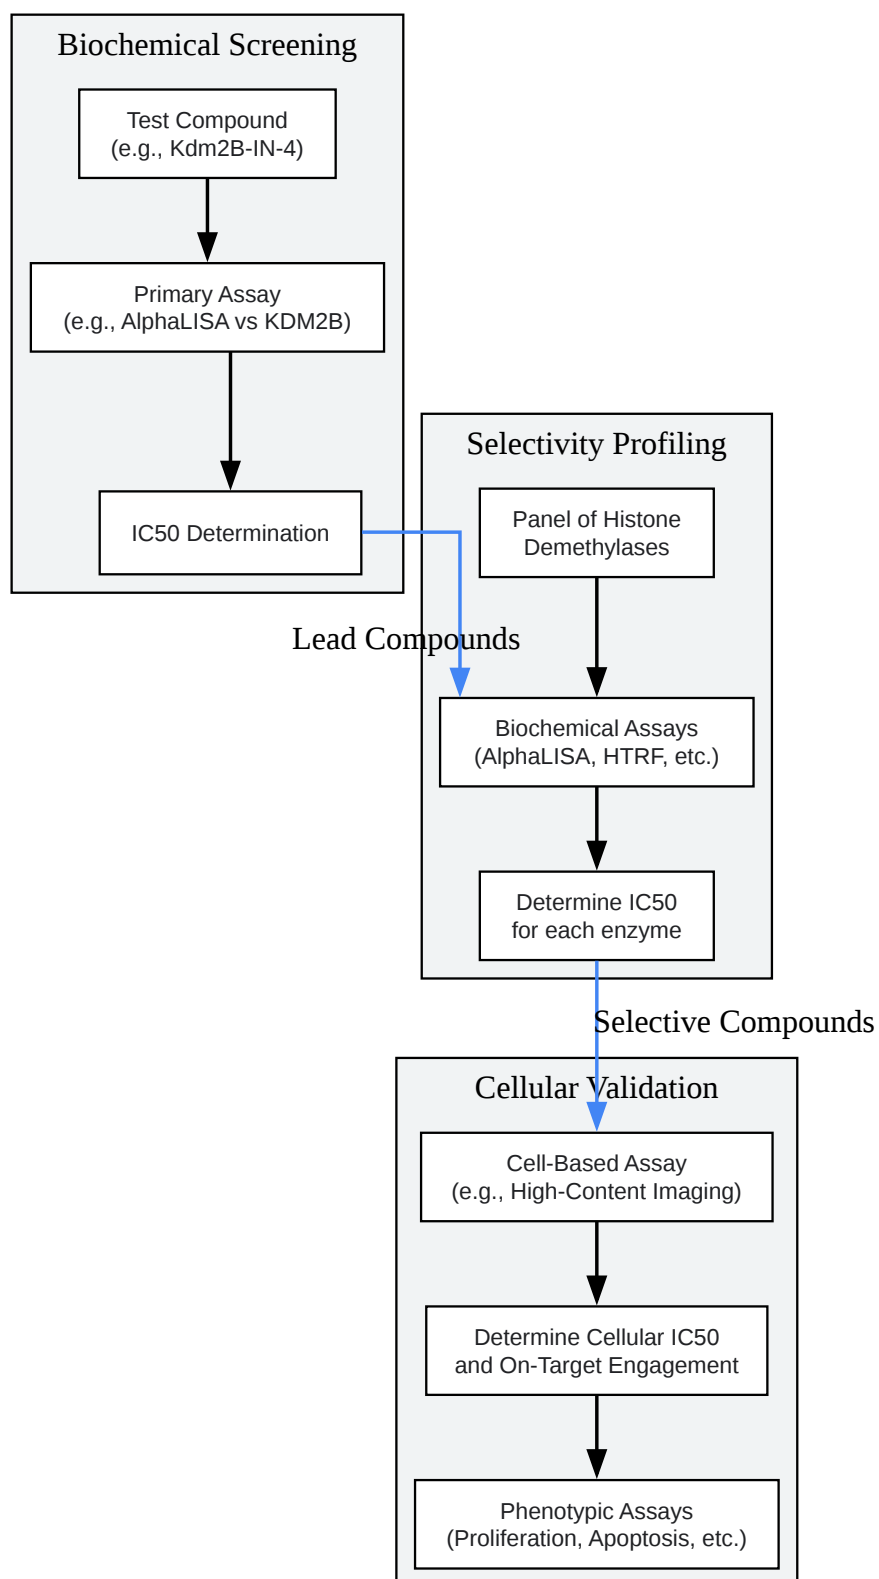 Biochemical Screening
Test Compound
(e.g., Kdm2B-IN-4)
Primary Assay
(e.g., AlphaLISA vs KDM2B)
IC50 Determination
Lead Compounds
Selectivity Profiling
Panel of Histone
Demethylases
Biochemical Assays
(AlphaLISA, HTRF, etc.)
Determine IC50
for each enzyme
Selective Compounds
Cellular Validation
Cell-Based Assay
(e.g., High-Content Imaging)
Determine Cellular IC50
and On-Target Engagement
Phenotypic Assays
(Proliferation, Apoptosis, etc.)